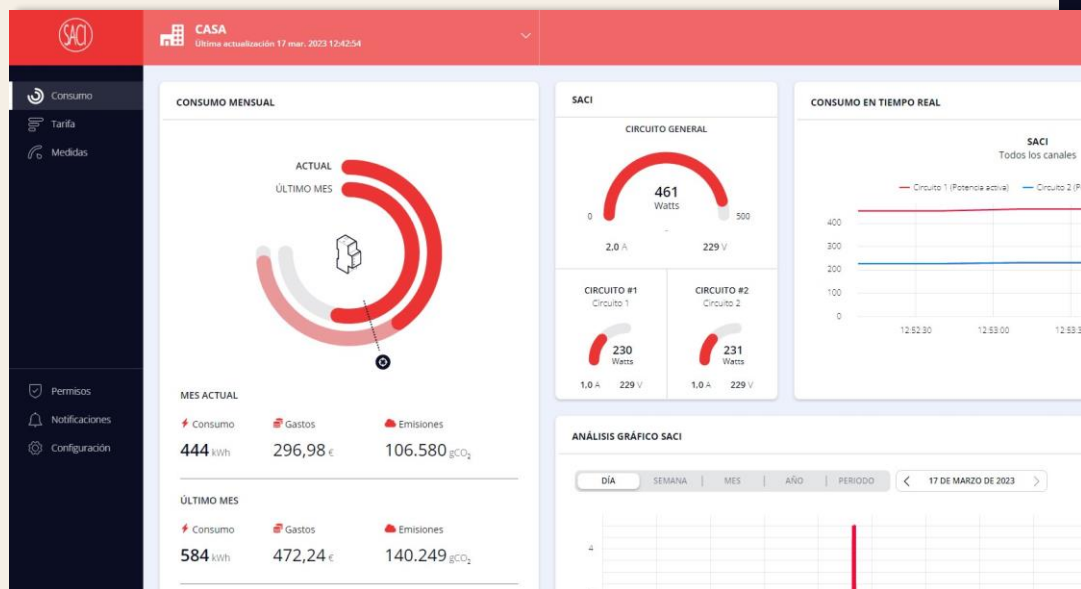 SACI
CASA
Última actualización 17 mar. 2023 12:42:54
Consumo
Tarifa
Medidas
Permisos
Notificaciones
Configuración
CONSUMO MENSUAL
ACTUAL
ÚLTIMO MES
MES ACTUAL
Consumo Gastos Emisiones
444 kWh 296,98 € 106.580 gCO2
ÚLTIMO MES
Consumo Gastos Emisiones
584 kWh 472,24 € 140.249 gCO2
SACI
CIRCUITO GENERAL
461
Watts
0 500
-
2.0 A 229 V
CIRCUITO #1 CIRCUITO #2
Circuito 1 Circuito 2
230 231
Watts Watts
1.0 A 229 V 1.0 A 229 V
CONSUMO EN TIEMPO REAL
SACI
Todos los canales
Circuito 1 (Potencia activa) Circuito 2 (P
400
300
200
100
0
12:52:30 12:53:00 12:53:3
ANÁLISIS GRÁFICO SACI
DÍA SEMANA | MES | AÑO | PERIODO < 17 DE MARZO DE 2023 >
4